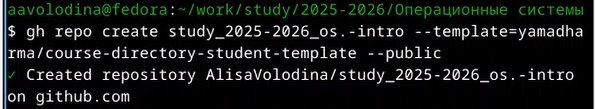 aavolodina@fedora:~/work/study/2025-2026/Операционные системы
$ gh repo create study_2025-2026_os.-intro --template=yamadha
rma/course-directory-student-template --public
✓ Created repository AlisaVolodina/study_2025-2026_os.-intro
on github.com